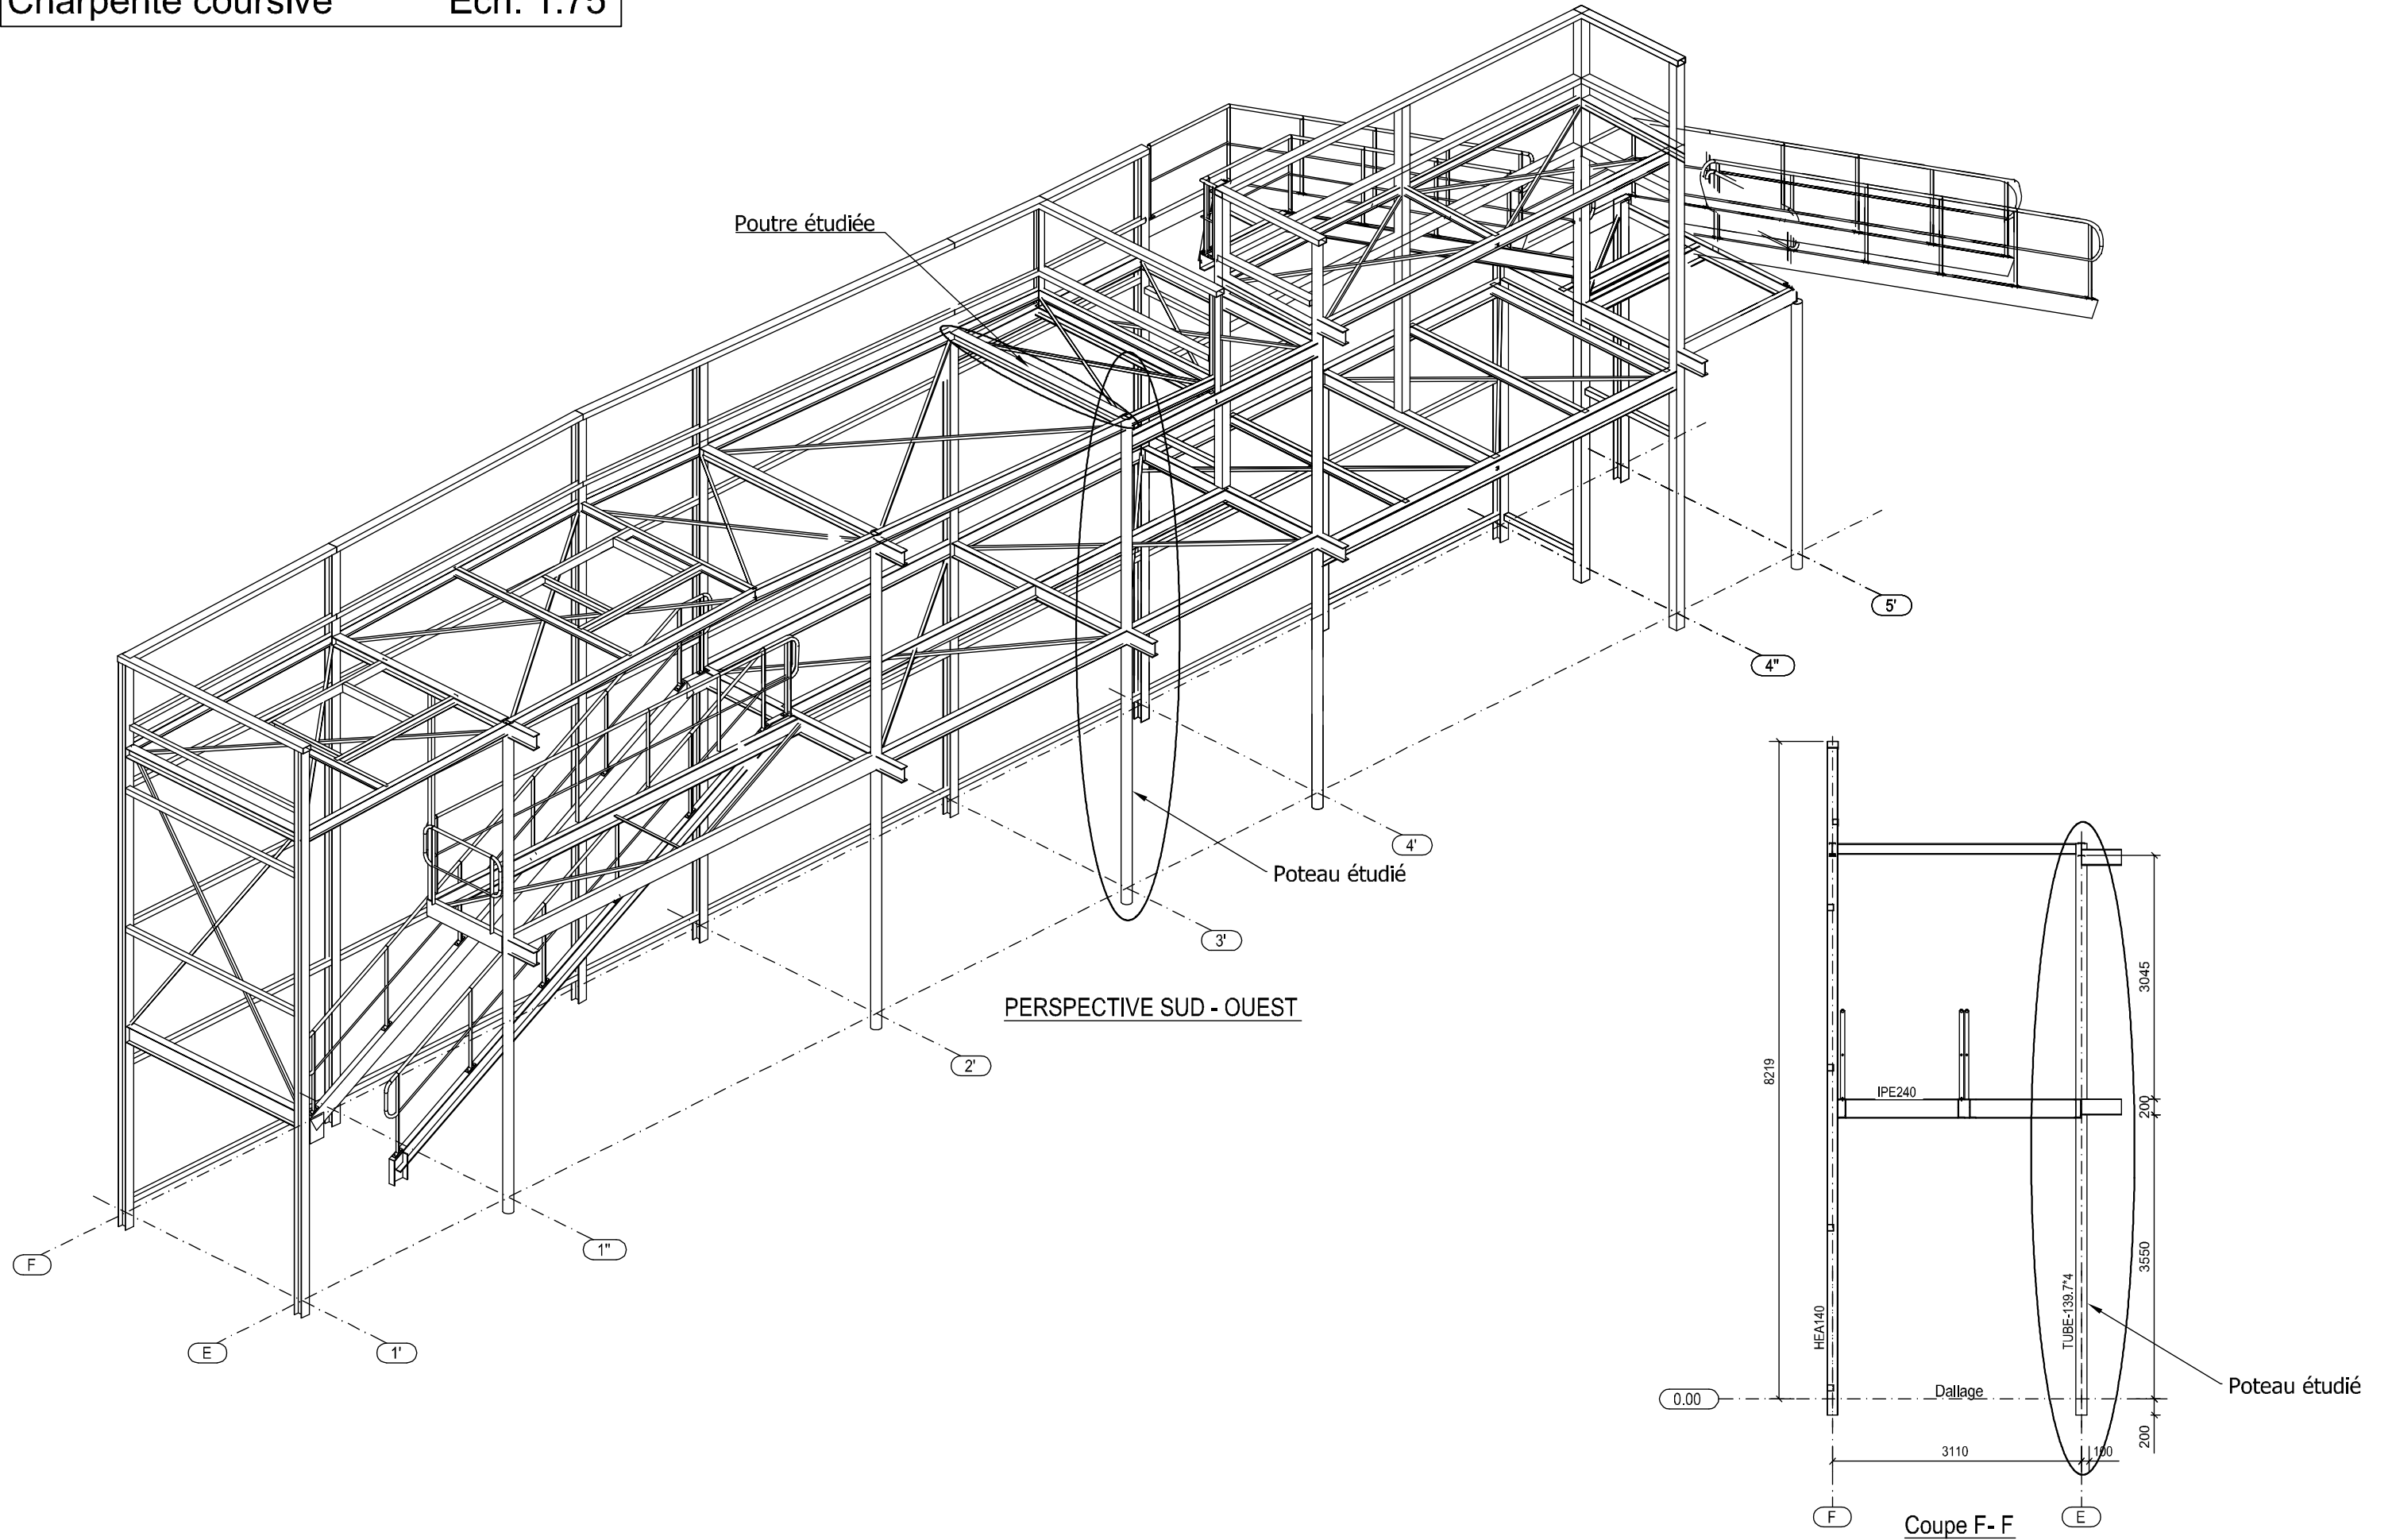 Charpente coursive Ech. 1:75
Poutre étudiée
5'
4"
4'
Poteau étudié
3'
PERSPECTIVE SUD - OUEST
2'
1"
F
E
1'
8219
3045
IPE240
200
3550
HEA140
TUBE-139.7*4
Poteau étudié
0.00
Dallage
200
3110
100
F
E
Coupe F- F